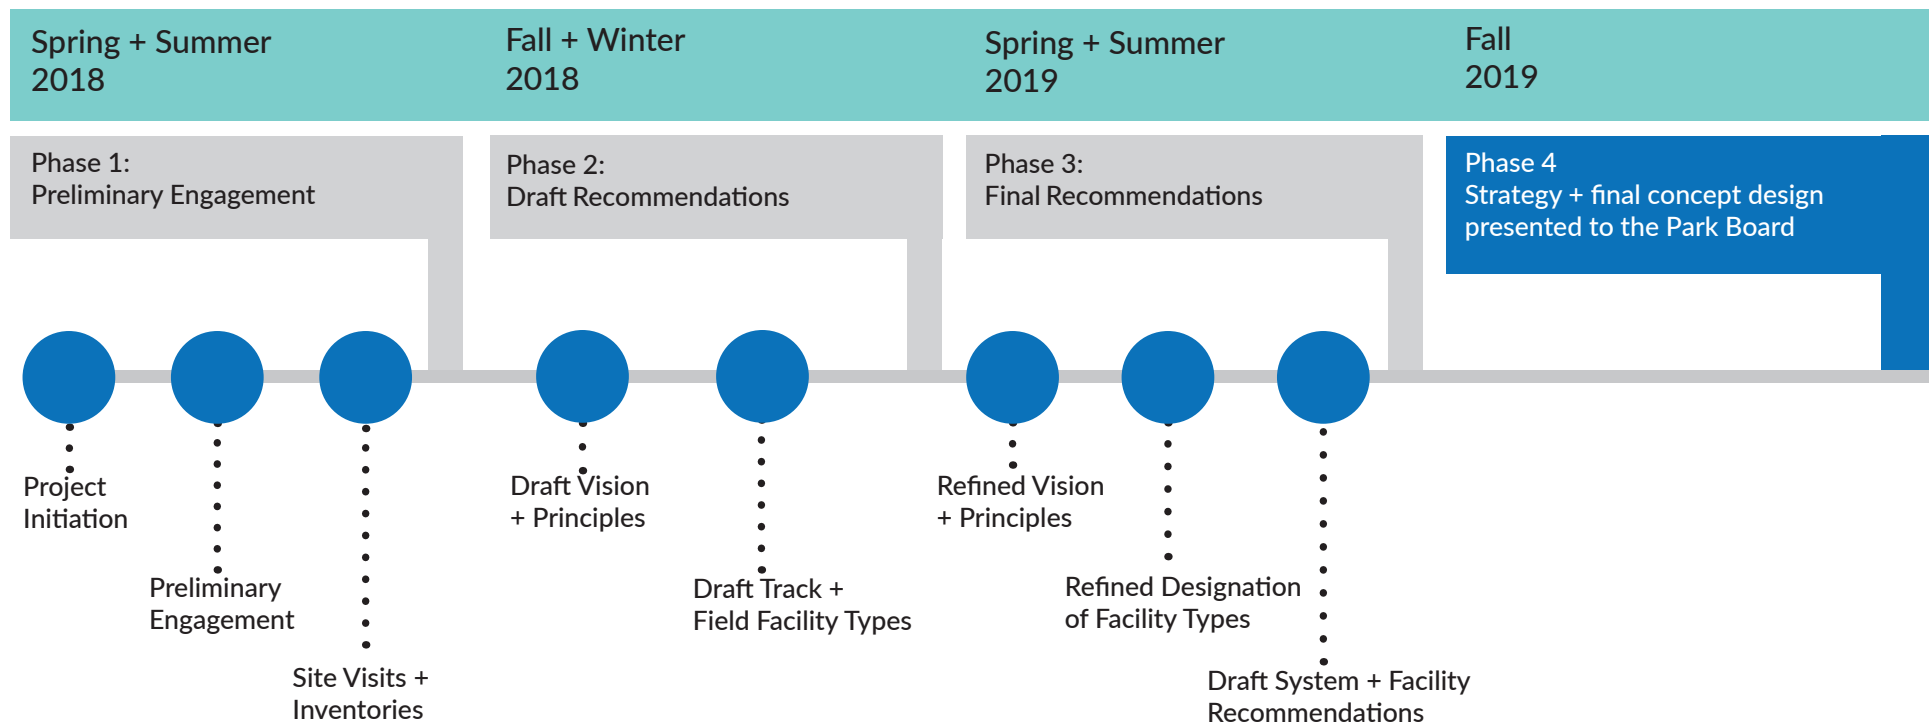 Spring + Summer
2018
Fall + Winter
2018
Spring + Summer
2019
Fall
2019
Phase 1:
Preliminary Engagement
Phase 2:
Draft Recommendations
Phase 3:
Final Recommendations
Phase 4
Strategy + final concept design
presented to the Park Board
Project
Initiation
Preliminary
Engagement
Site Visits +
Inventories
Draft Vision
+ Principles
Draft Track +
Field Facility Types
Refined Vision
+ Principles
Refined Designation
of Facility Types
Draft System + Facility
Recommendations